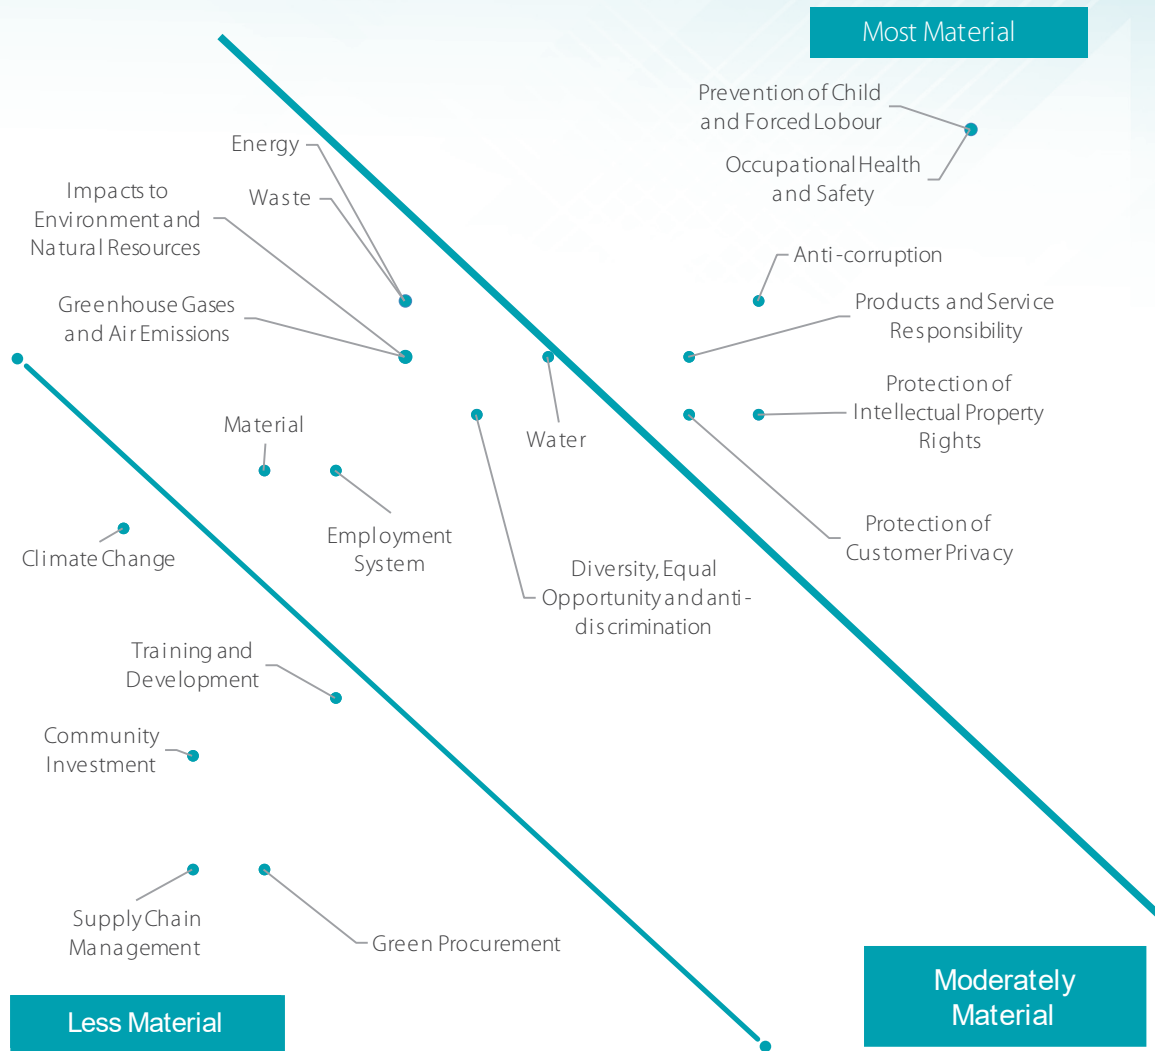 Most Material
Prevention of Child
and Forced Lobour
Occupational Health
and Safety
Energy
Waste
Impacts to
Environment and
Natural Resources
Greenhouse Gases
and Air Emissions
Anti-corruption
Products and Service
Responsibility
Protection of
Intellectual Property
Rights
Material
Water
Employment
System
Climate Change
Protection of
Customer Privacy
Diversity, Equal
Opportunity and anti-
discrimination
Training and
Development
Community
Investment
Supply Chain
Management
Green Procurement
Less Material
Moderately
Material